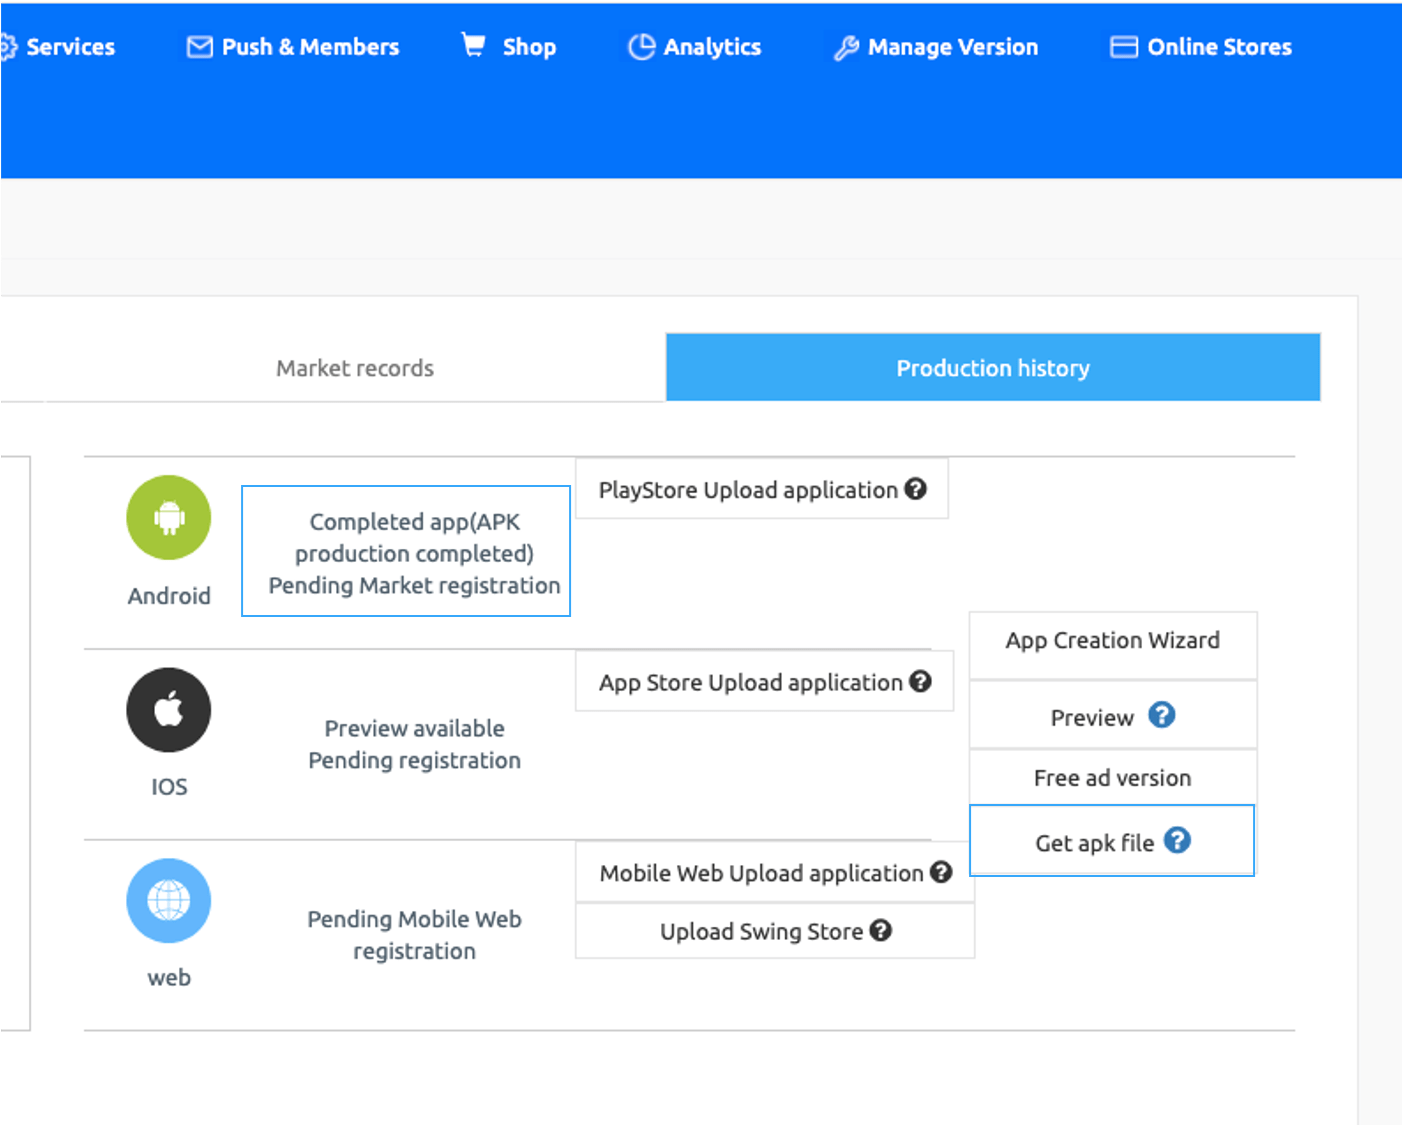 Services
Push & Members
Shop
Analytics
Manage Version
Online Stores
Market records
Production history
Android
Completed app(APK
production completed)
Pending Market registration
PlayStore Upload application
IOS
Preview available
Pending registration
App Store Upload application
web
Pending Mobile Web
registration
Mobile Web Upload application
Upload Swing Store
App Creation Wizard
Preview
Free ad version
Get apk file